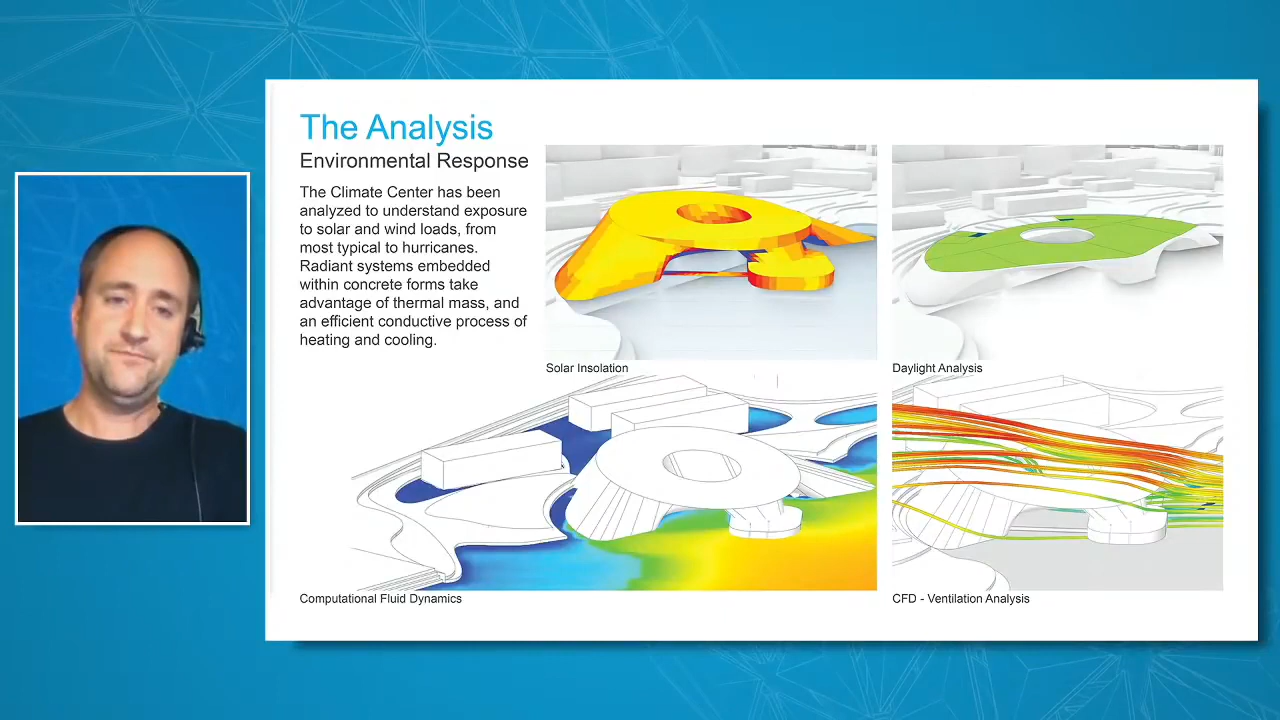 The Analysis
Environmental Response
The Climate Center has been
analyzed to understand exposure
to solar and wind loads, from
most typical to hurricanes.
Radiant systems embedded
within concrete forms take
advantage of thermal mass, and
an efficient conductive process of
heating and cooling.
Solar Insolation
Daylight Analysis
Computational Fluid Dynamics
CFD - Ventilation Analysis